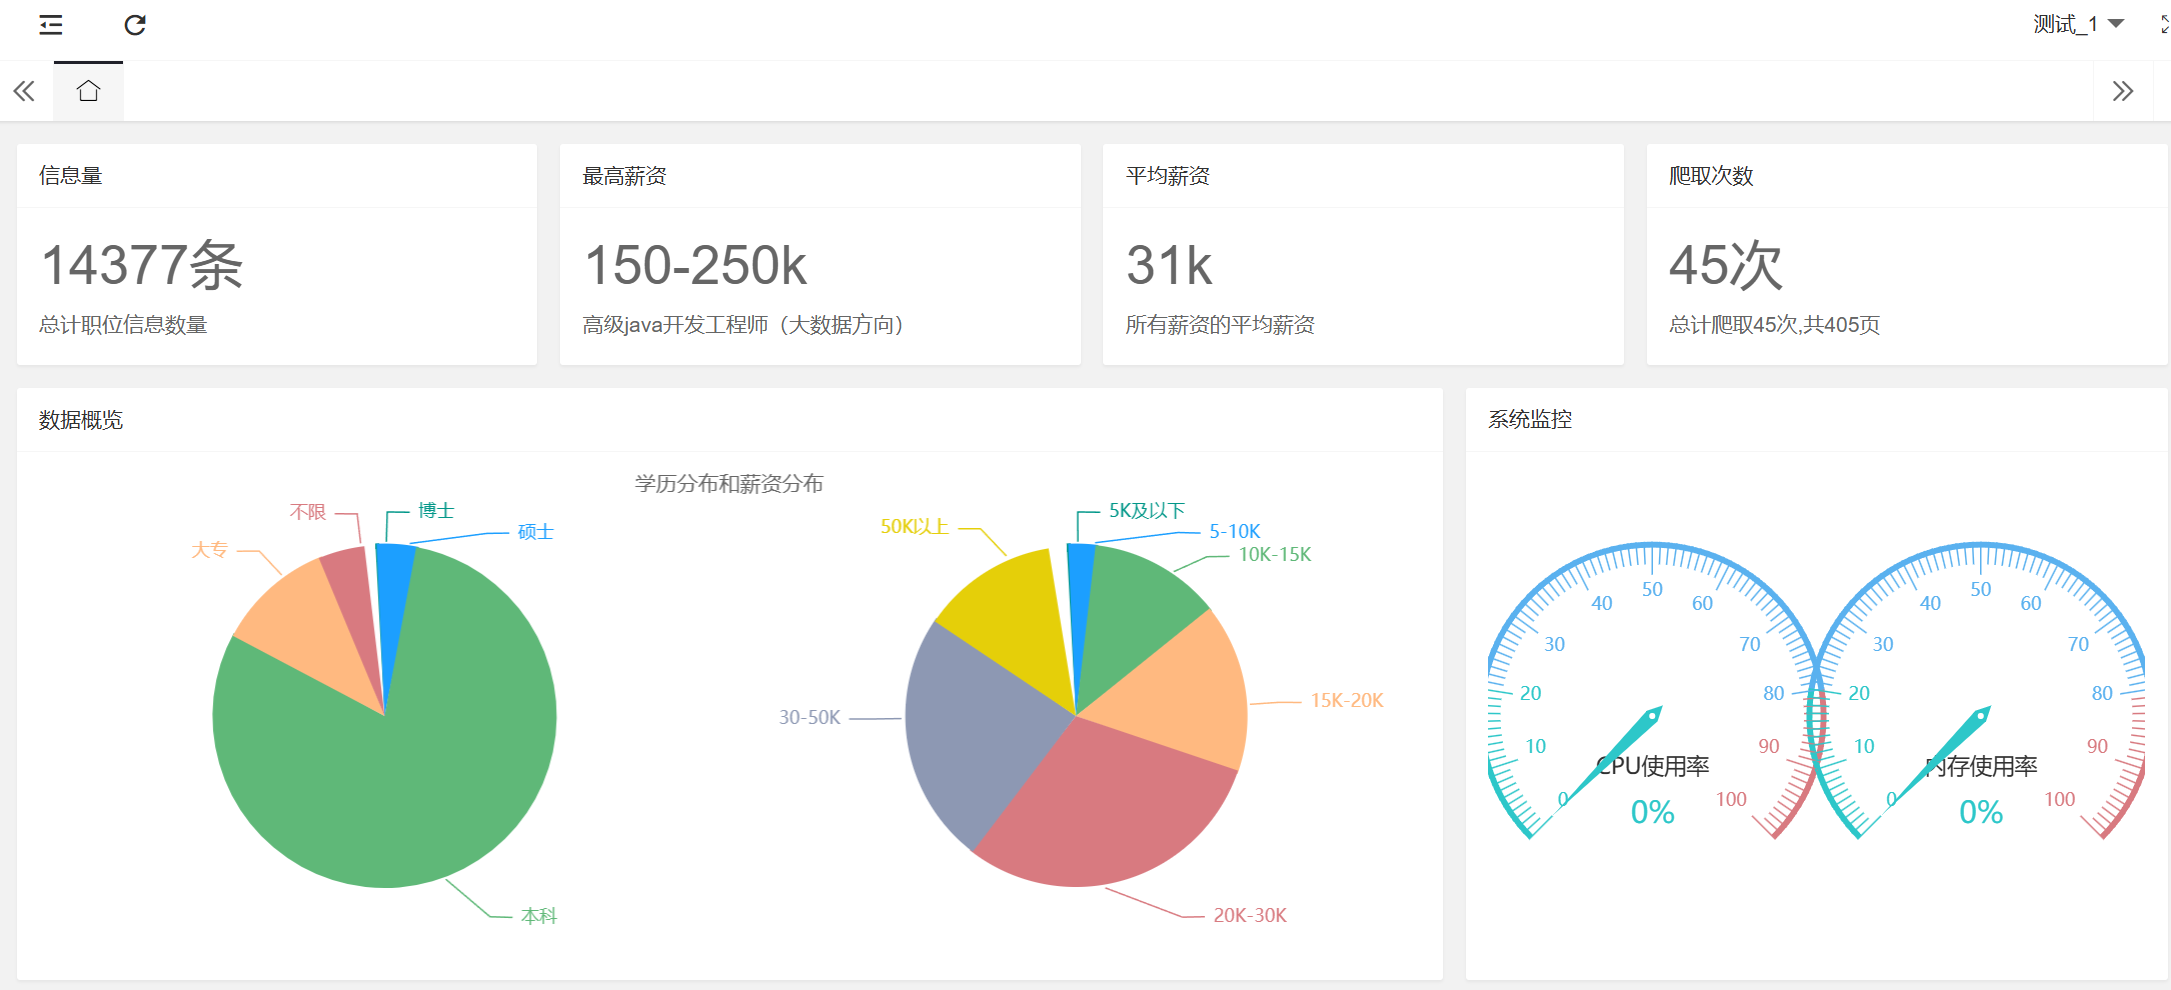 测试_1
信息量
14377条
总计职位信息数量
最高薪资
150-250k
高级java开发工程师（大数据方向）
平均薪资
31k
所有薪资的平均薪资
爬取次数
45次
总计爬取45次,共405页
数据概览
学历分布和薪资分布
不限
博士
硕士
大专
本科
50K以上
5K及以下
5-10K
10K-15K
15K-20K
30-50K
20K-30K
系统监控
0
10
20
30
40
50
60
70
80
90
100
CPU使用率
0%
0
10
20
30
40
50
60
70
80
90
100
内存使用率
0%